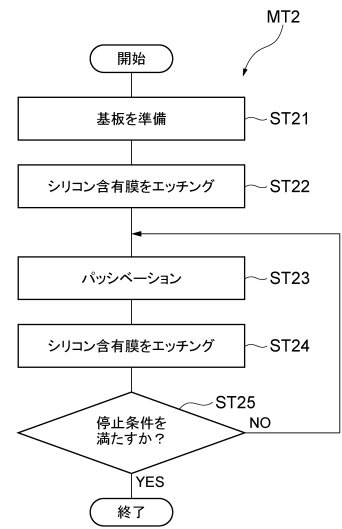 MT2
開始
基板を準備
ST21
シリコン含有膜をエッチング
ST22
パッシベーション
ST23
シリコン含有膜をエッチング
ST24
ST25
停止条件を
満たすか？
NO
YES
終了